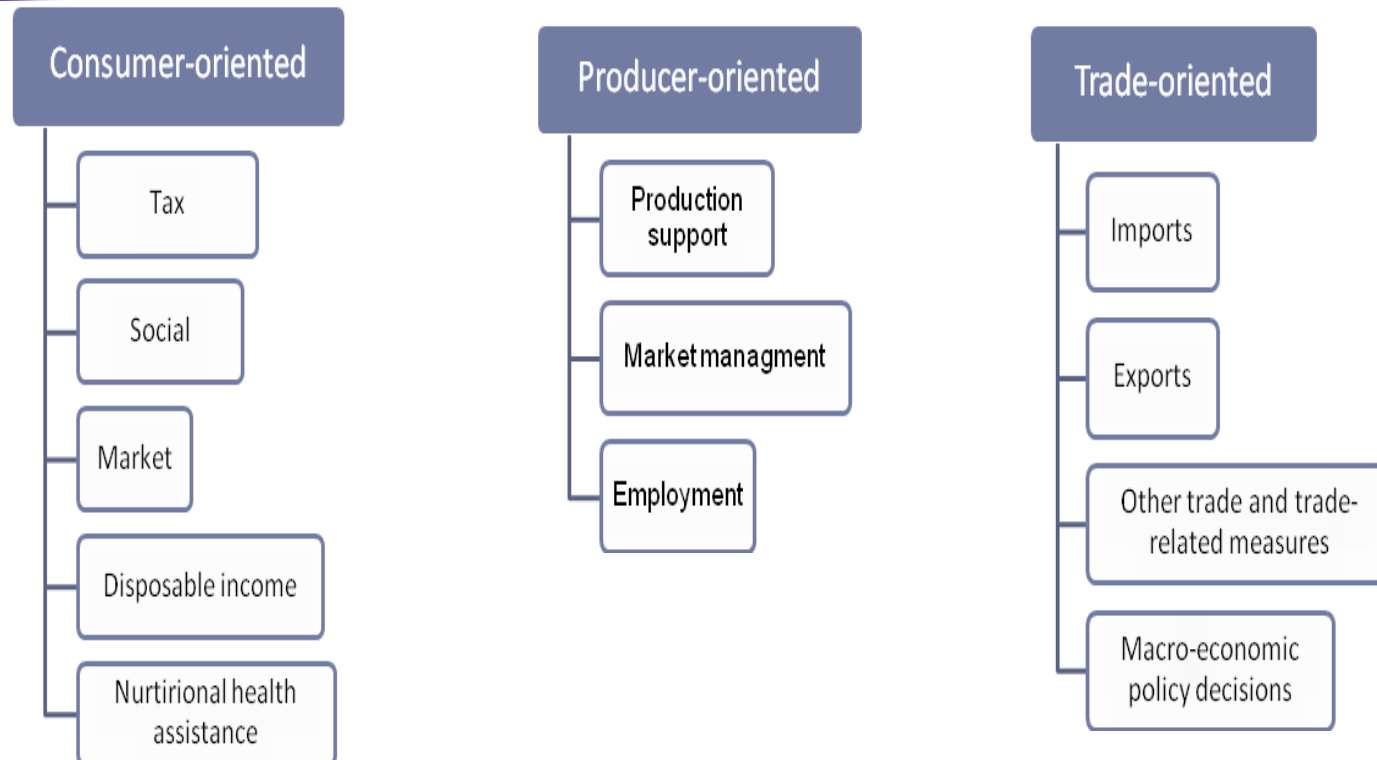 Consumer-oriented
Tax
Social
Market
Disposable income
Nurtirional health
assistance
Producer-oriented
Production
support
Market managment
Employment
Trade-oriented
Imports
Exports
Other trade and trade-
related measures
Macro-economic
policy decisions